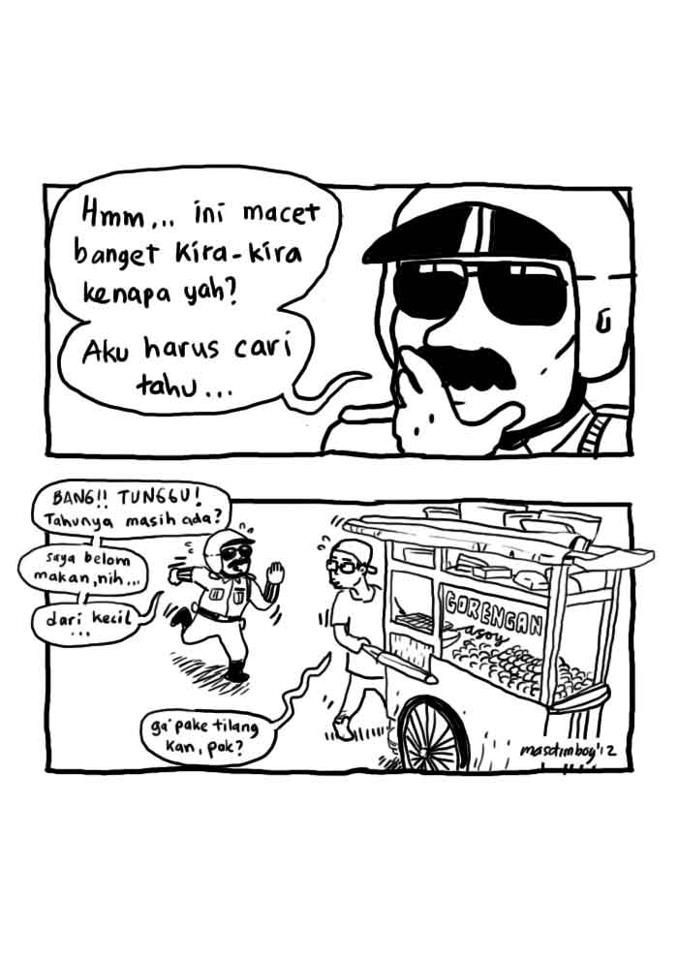 Hmm,.. ini macet
banget kira-kira
kenapa yah?
Aku harus cari
tahu...
BANG!! TUNGGU!
Tahunya masih ada?
saya belom
makan,nih...
dari kecil
...
ga' pake tilang
kan, pak?
GORENGAN
asoy
masdimboy'12